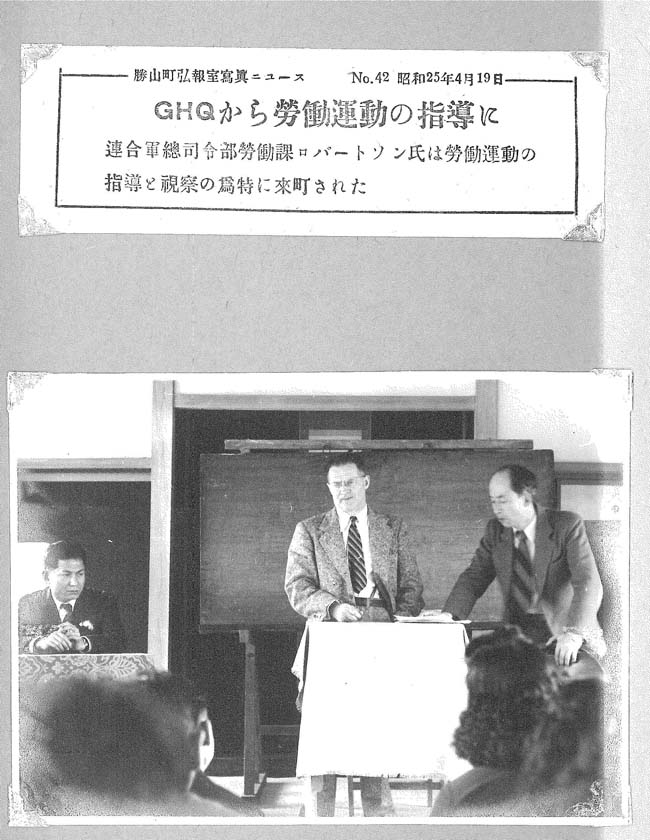 勝山町弘報室寫眞ニュース No.42 昭和25年4月19日
GHQから勞働運動の指導に
連合軍總司令部勞働課ロバートソン氏は勞働運動の
指導と視察の爲特に來町された